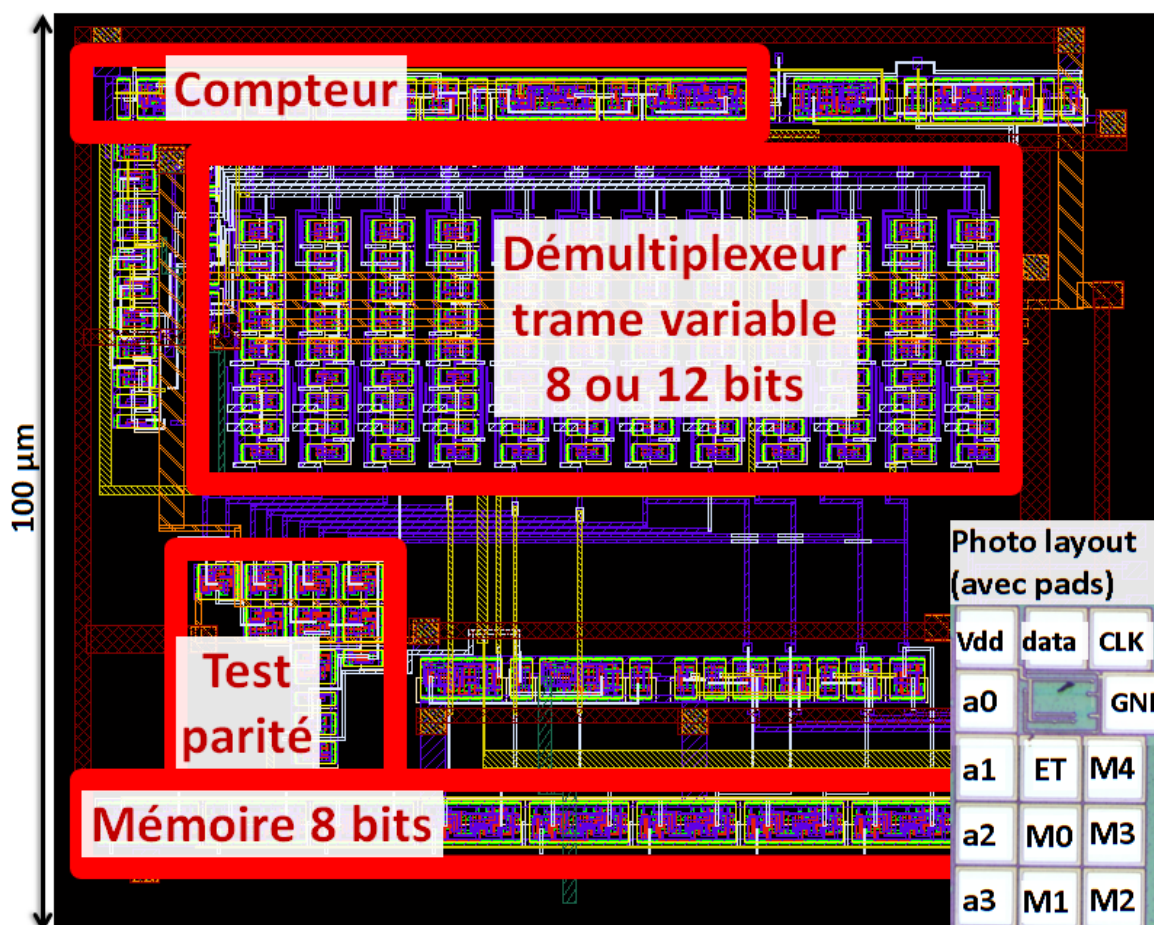 Compteur
Démultiplexeur
trame variable
8 ou 12 bits
100 µm
Test
parité
Mémoire 8 bits
Photo layout
(avec pads)
Vdd data CLK
a0
a1 ET M4
a2 M0 M3
a3 M1 M2